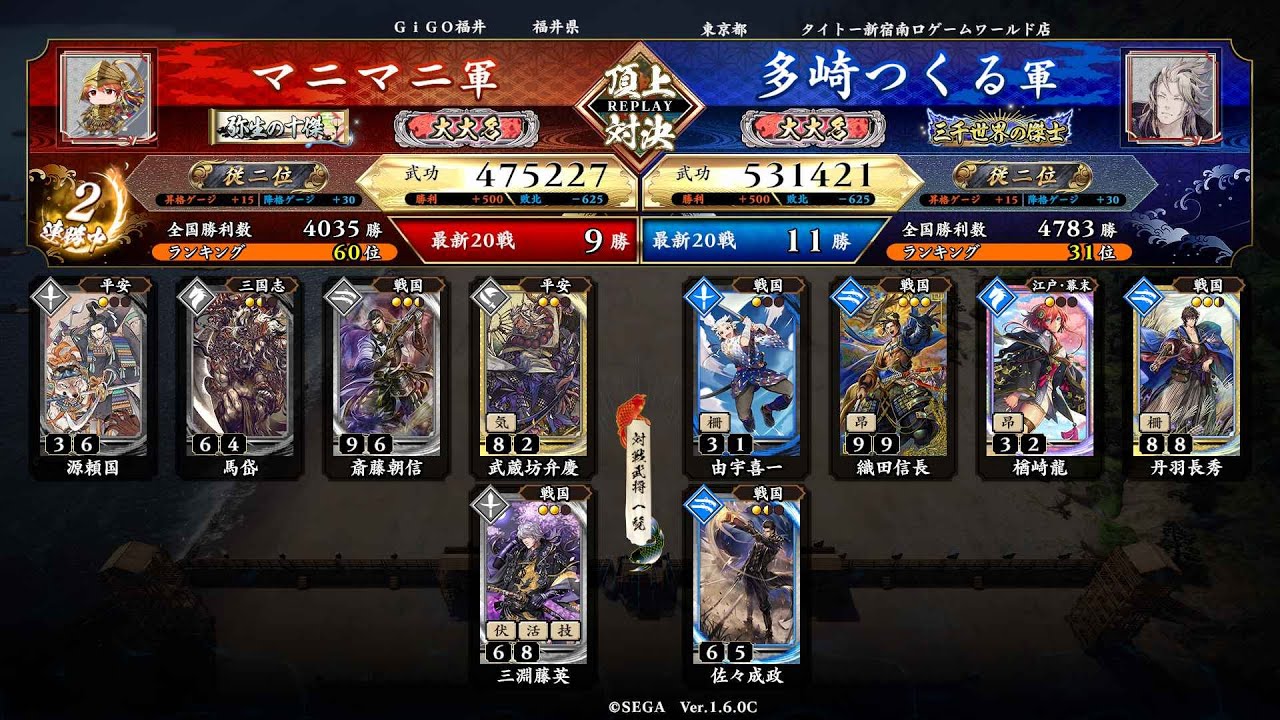 GiGO福井 福井県
東京都 タイトー新宿南口ゲームワールド店
マニマニ軍
頂上
REPLAY
対決
多崎つくる軍
弥生の十傑
大大名
大大名
三千世界の傑士
2
連勝中
従二位
昇格ゲージ +15 降格ゲージ +30
武功 475227
勝利 +500 敗北 -625
武功 531421
勝利 +500 敗北 -625
従二位
昇格ゲージ +15 降格ゲージ +30
全国勝利数 4035勝
ランキング 60位
最新20戦 9勝
最新20戦 11勝
全国勝利数 4783勝
ランキング 31位
平安
3 6
源頼国
三国志
6 4
馬岱
戦国
9 6
斎藤朝信
平安
気
8 2
武蔵坊弁慶
戦国
伏 活 技
6 8
三淵藤英
対戦武将一覧
戦国
柵
3 1
由宇喜一
戦国
昂
9 9
織田信長
江戸・幕末
昂
3 2
楢崎龍
戦国
柵
8 8
丹羽長秀
戦国
6 5
佐々成政
©SEGA Ver.1.6.0C